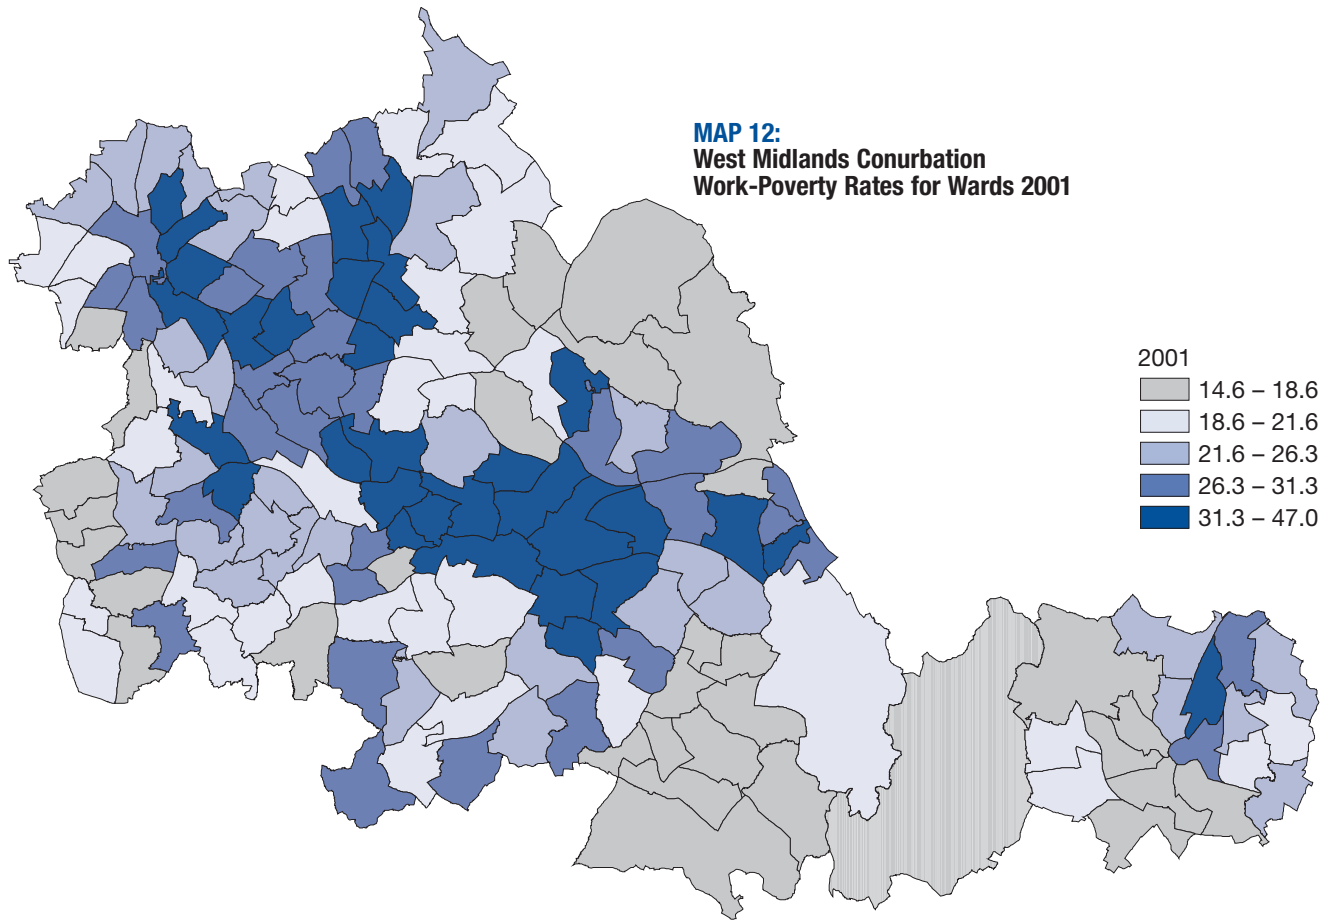 MAP 12:
West Midlands Conurbation
Work-Poverty Rates for Wards 2001
2001
14.6 – 18.6
18.6 – 21.6
21.6 – 26.3
26.3 – 31.3
31.3 – 47.0